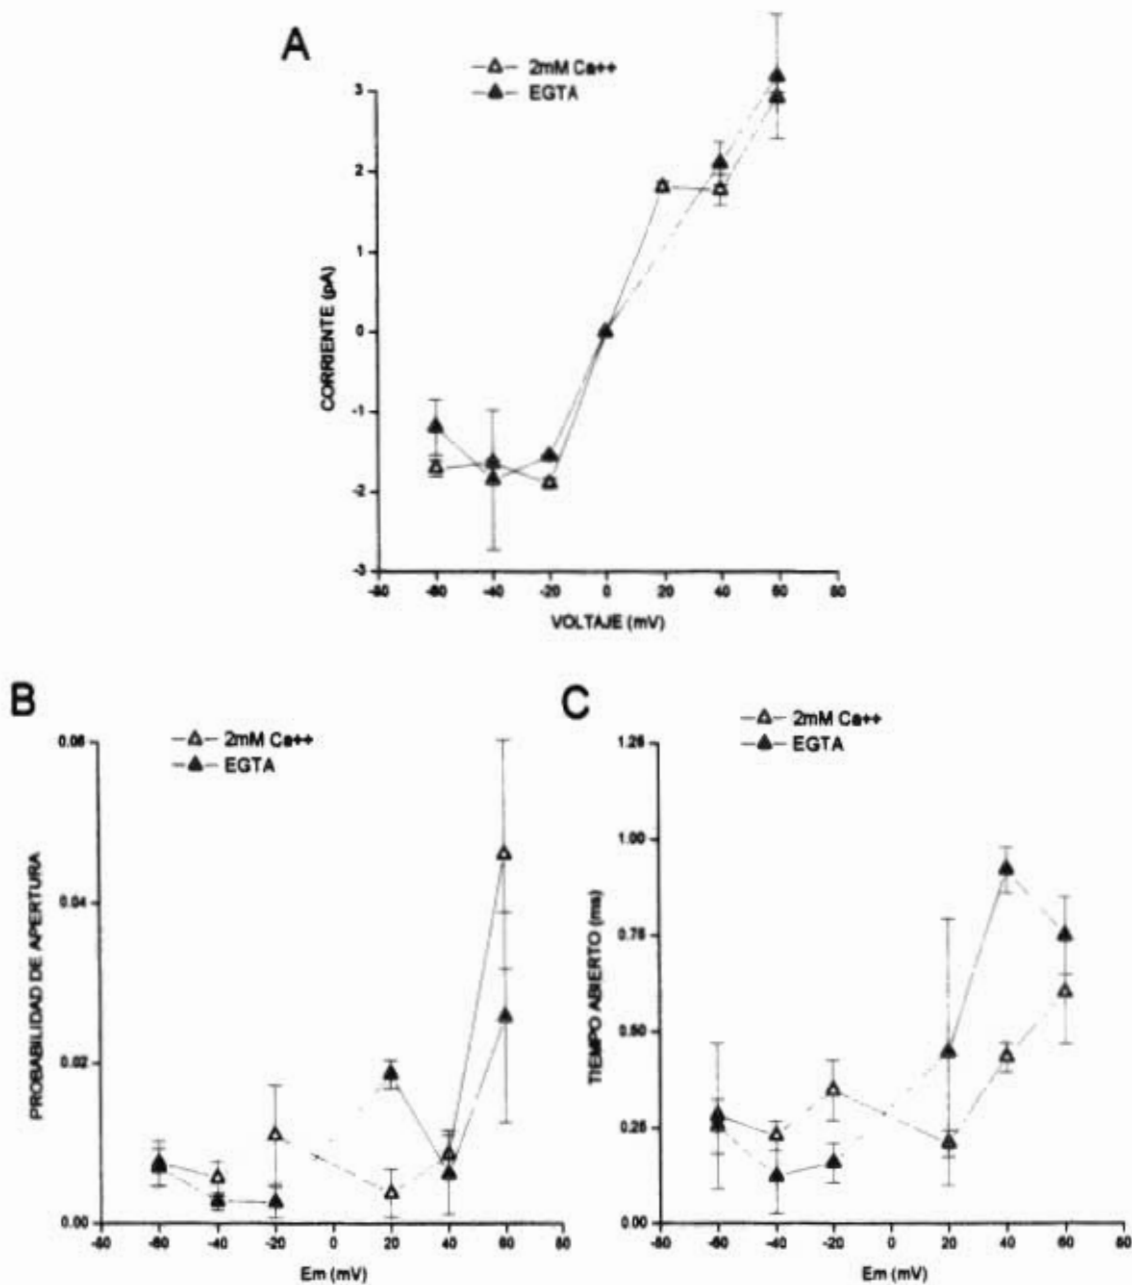 A
2mM Ca++
EGTA
3
2
1
0
-1
-2
-3
CORRIENTE (pA)
-80 -60 -40 -20 0 20 40 60 80
VOLTAJE (mV)
B
2mM Ca++
EGTA
0.06
0.04
0.02
0.00
PROBABILIDAD DE APERTURA
-80 -60 -40 -20 0 20 40 60 80
Em (mV)
C
2mM Ca++
EGTA
1.25
1.00
0.75
0.50
0.25
0.00
TIEMPO ABIERTO (ms)
-80 -60 -40 -20 0 20 40 60 80
Em (mV)